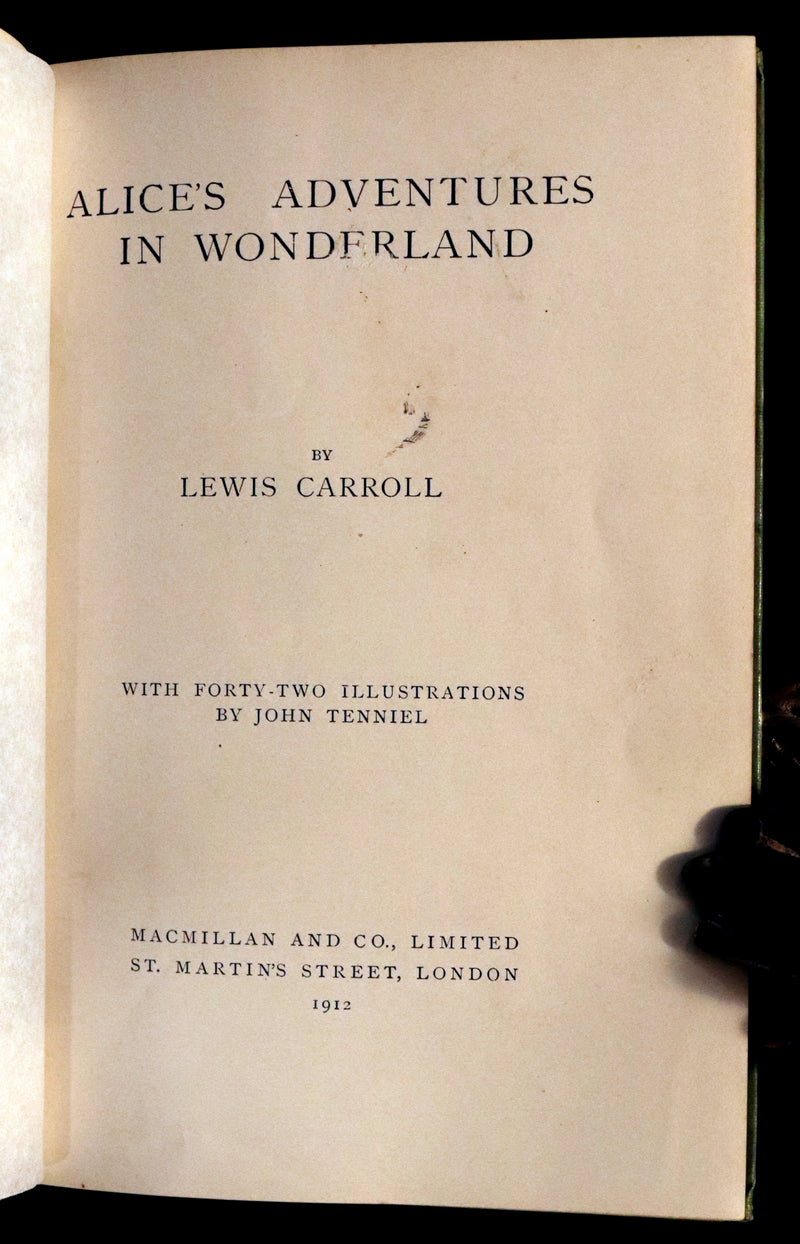 ALICE'S ADVENTURES
IN WONDERLAND
BY
LEWIS CARROLL
WITH FORTY-TWO ILLUSTRATIONS
BY JOHN TENNIEL
MACMILLAN AND CO., LIMITED
ST. MARTIN'S STREET, LONDON
1912